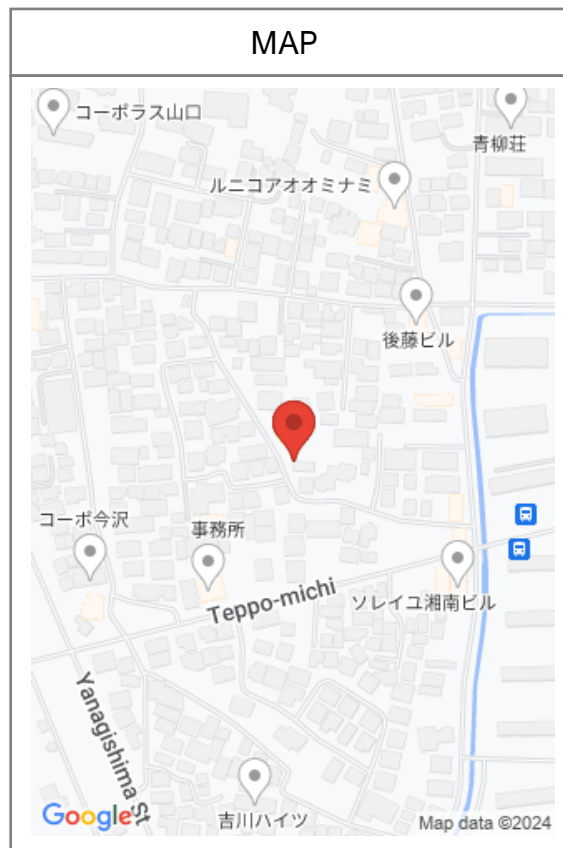 MAP
コーポラス山口
青柳荘
ルニコアオオミナミ
後藤ビル
コーポ今沢
事務所
Teppo-michi
ソレイユ湘南ビル
Yanagishima St
吉川ハイツ
Google
Map data ©2024